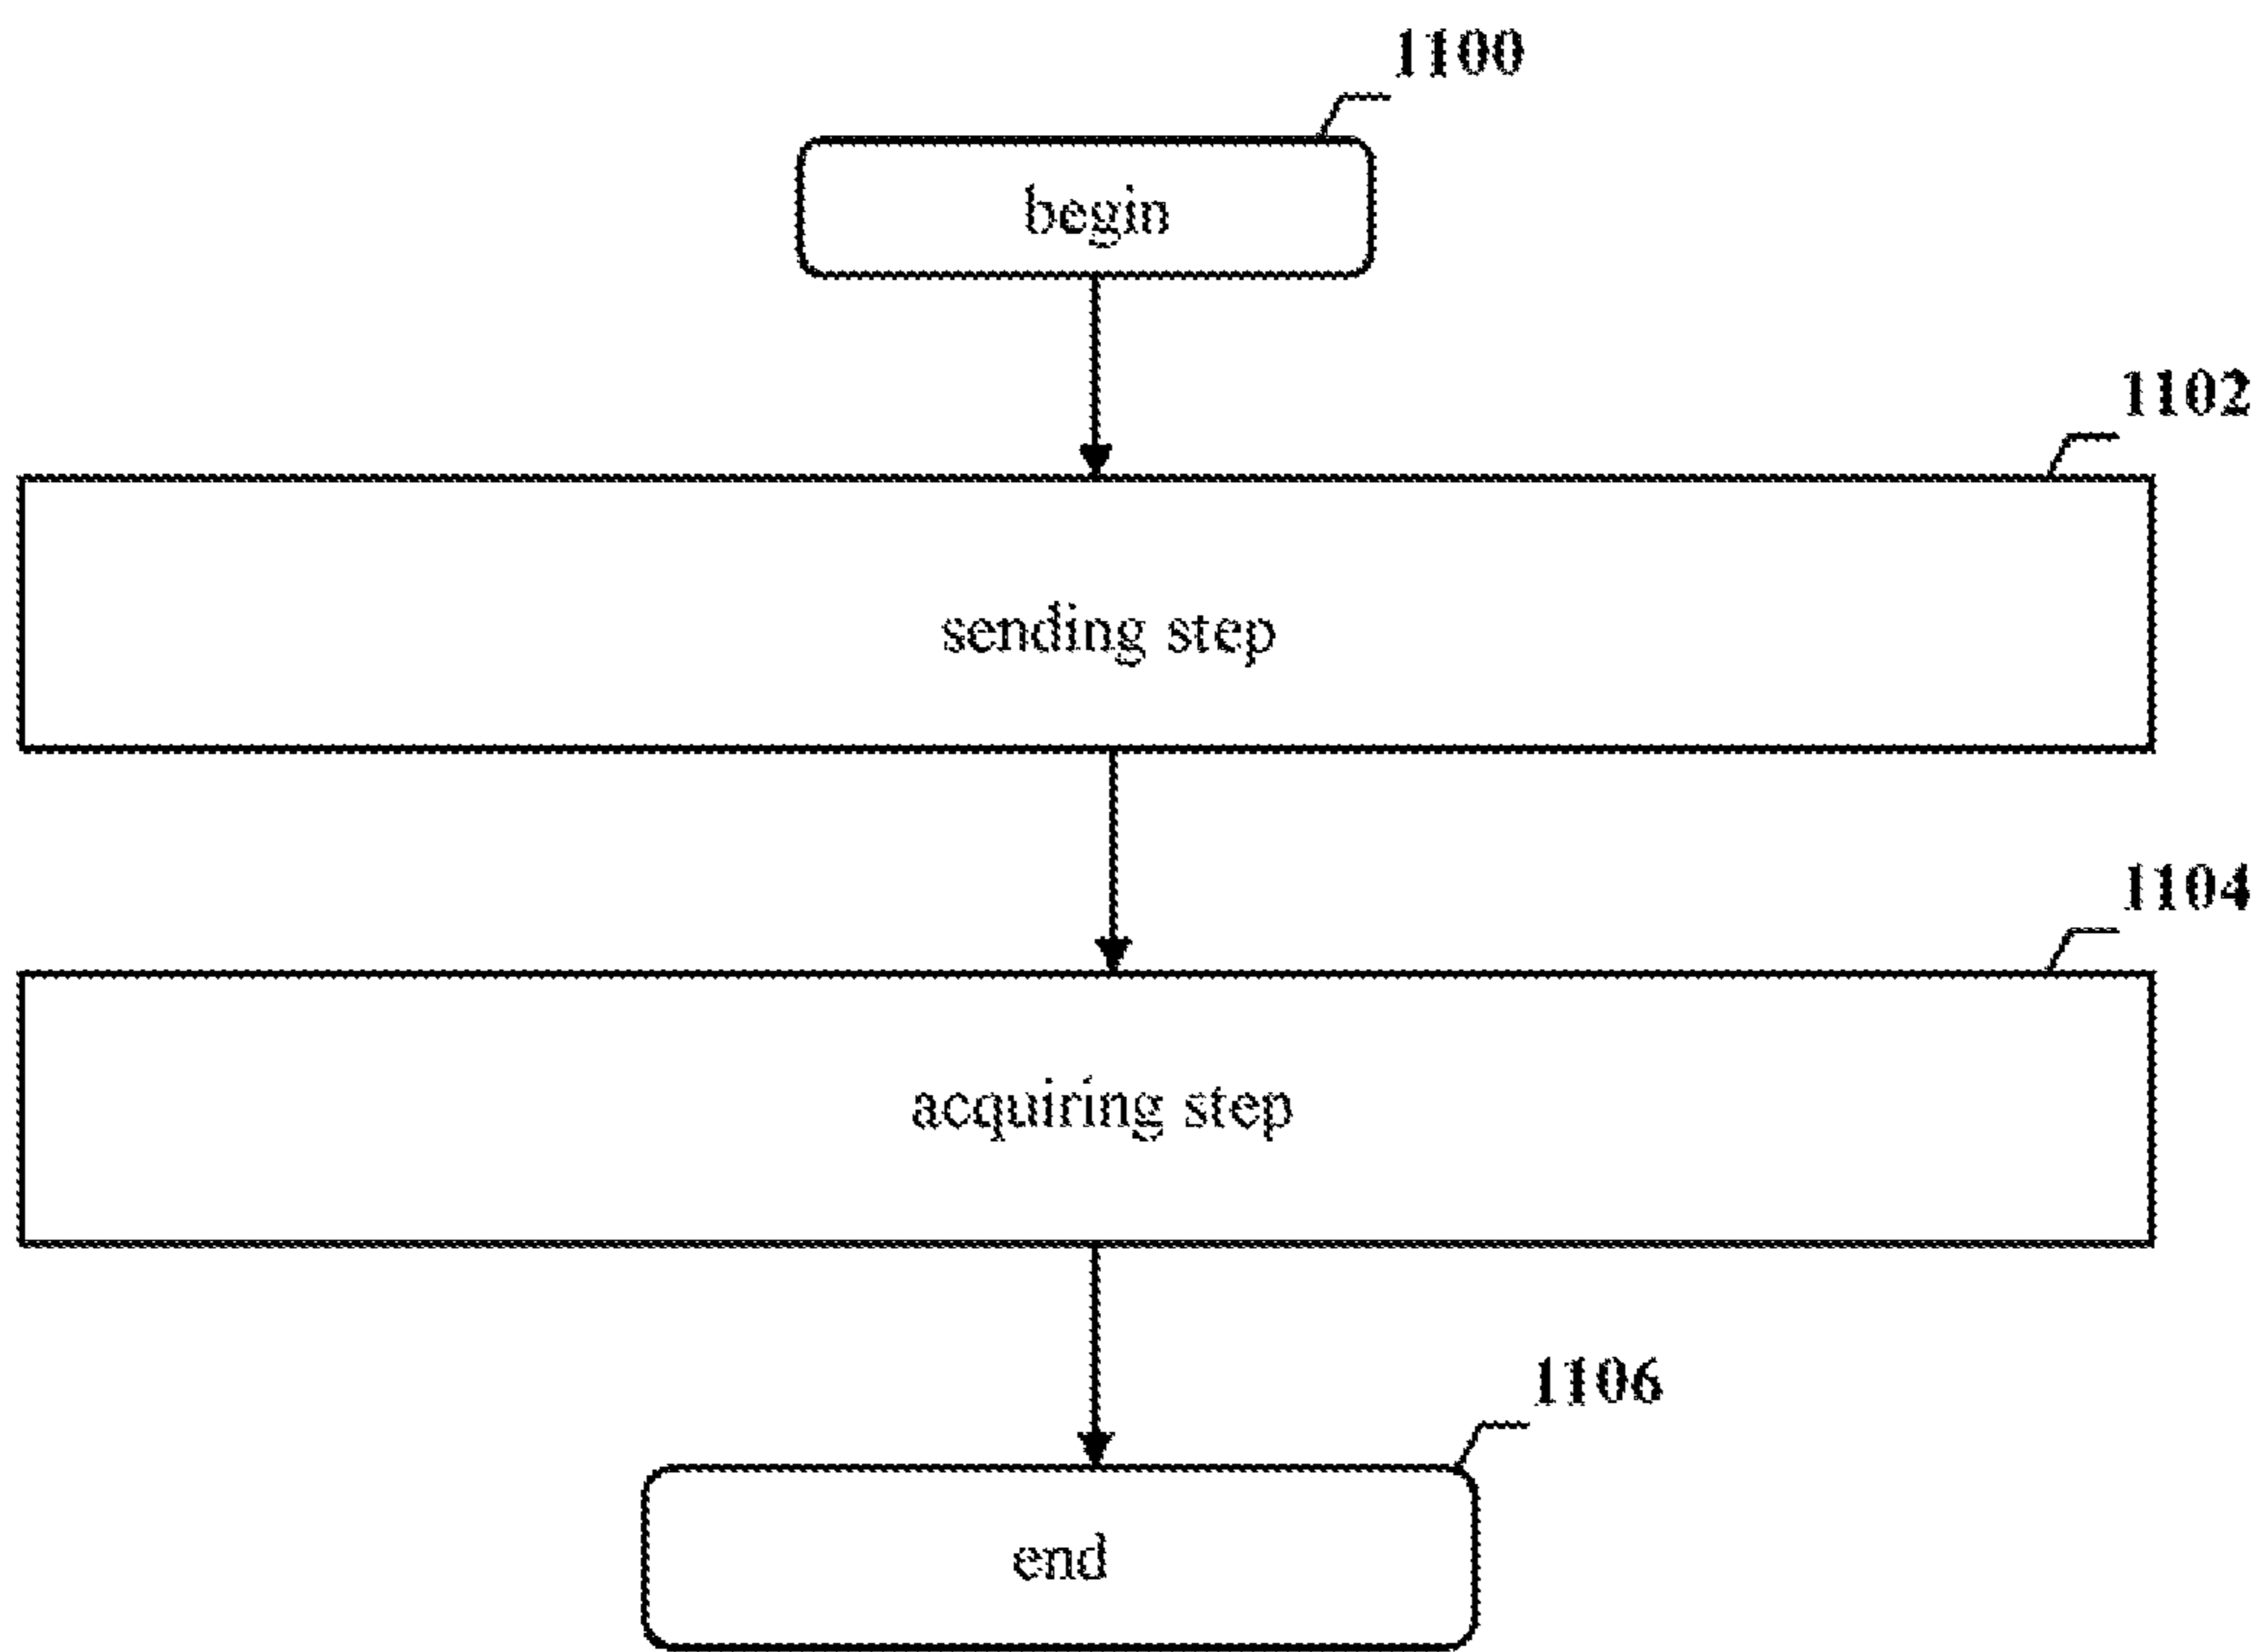 1100
begin
1102
sending step
1104
acquiring step
1106
end